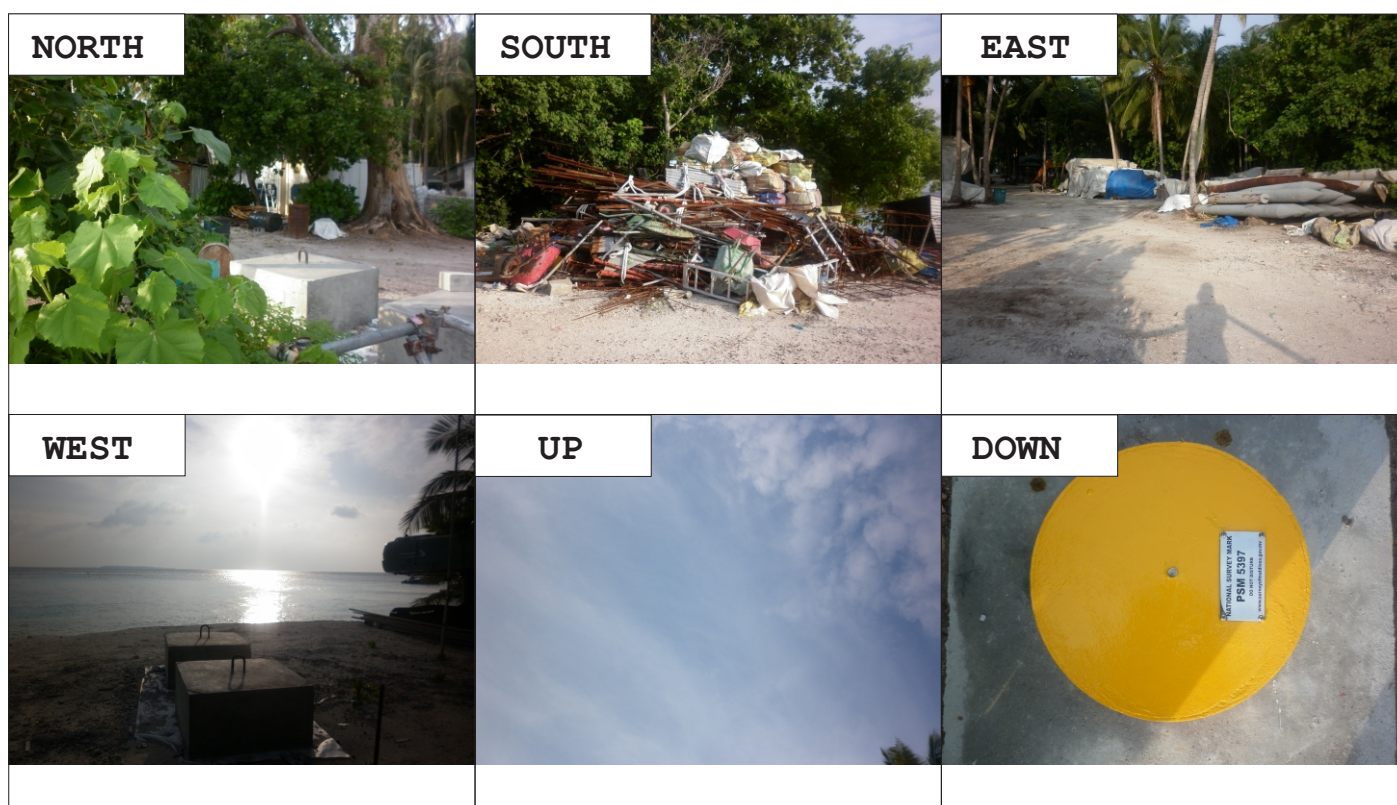 NORTH
SOUTH
EAST
WEST
UP
DOWN
NATIONAL SURVEY MARK
PSM 5397
DO NOT DISTURB